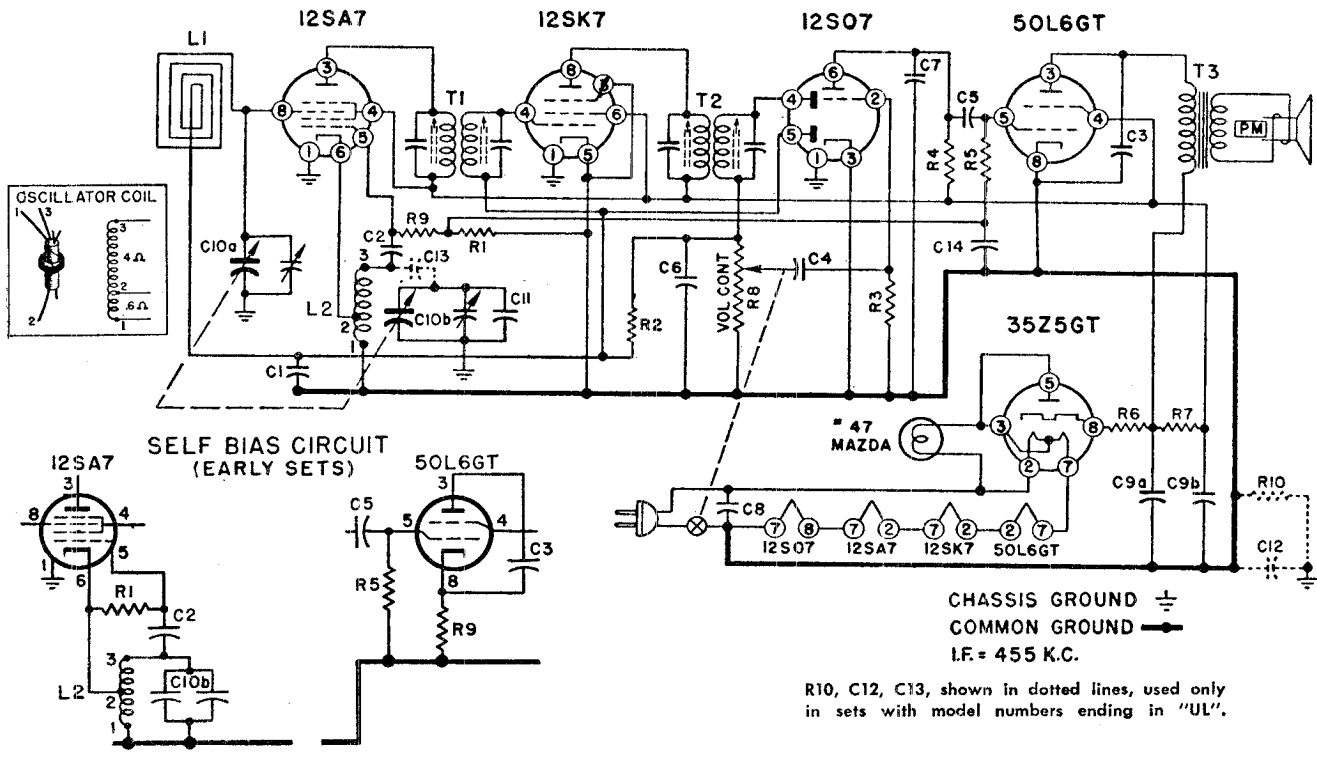 12SA7 12SK7 12SQ7 50L6GT
L1
T1 T2 C7 C5 T3
3 8 6 3
8 4 5 4 6 4 2 5 5 4
1 6 1 5 1 3 8
R4 R5 C3 PM
OSCILLATOR COIL
1 3
3
4Ω
2
.6Ω
2 1
C10a
R9 R1
C2
3 C13
L2 2
1
C10b C11
C1
R2
C6
VOL CONT
R8
C4
R3
C14
35Z5GT
5
3 8
2 7
R6 R7
# 47
MAZDA
C9a C9b R10
C8
7 8 7 2 7 2 2 7
12SQ7 12SA7 12SK7 50L6GT
C12
SELF BIAS CIRCUIT
(EARLY SETS)
12SA7
3
8 4
5
1 6
R1
C2
3
L2 2
1
C10b
50L6GT
3
C5
5 4
C3
R5 8
R9
CHASSIS GROUND
COMMON GROUND
I.F. = 455 K.C.
R10, C12, C13, shown in dotted lines, used only
in sets with model numbers ending in "UL".